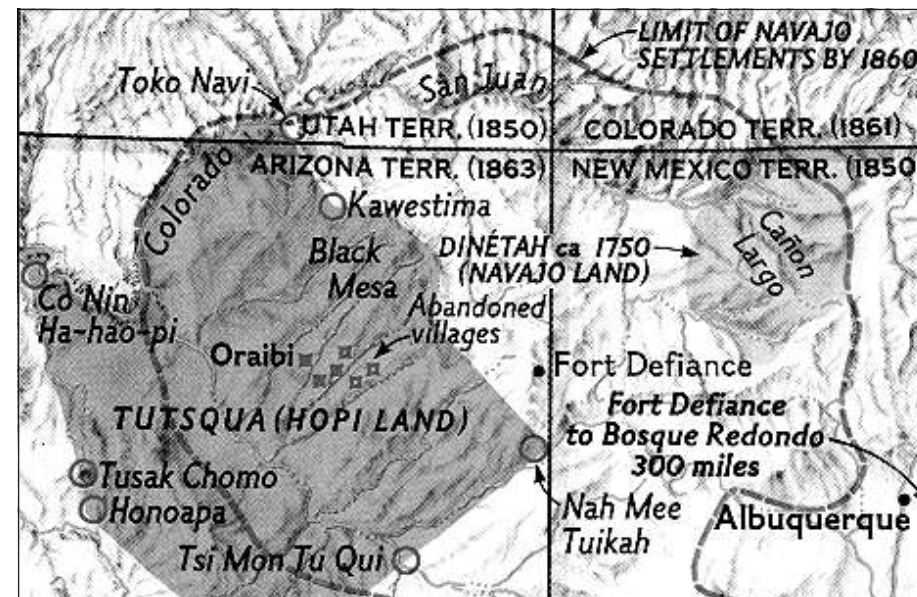 LIMIT OF NAVAJO
SETTLEMENTS BY 1860
Toko Navi
San Juan
UTAH TERR. (1850)
COLORADO TERR. (1861)
ARIZONA TERR. (1863)
NEW MEXICO TERR. (1850)
Colorado
Kawestima
Black
Mesa
DINÉTAH ca 1750
(NAVAJO LAND)
Cañon
Largo
Co Nin
Ha-hao-pi
Abandoned
villages
Oraibi
Fort Defiance
TUTSQUA (HOPI LAND)
Fort Defiance
to Bosque Redondo
300 miles
Tusak Chomo
Honoapa
Nah Mee
Tuikah
Albuquerque
Tsi Mon Tu Qui